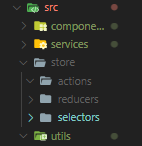 src
compone...
services
store
actions
reducers
selectors
utils